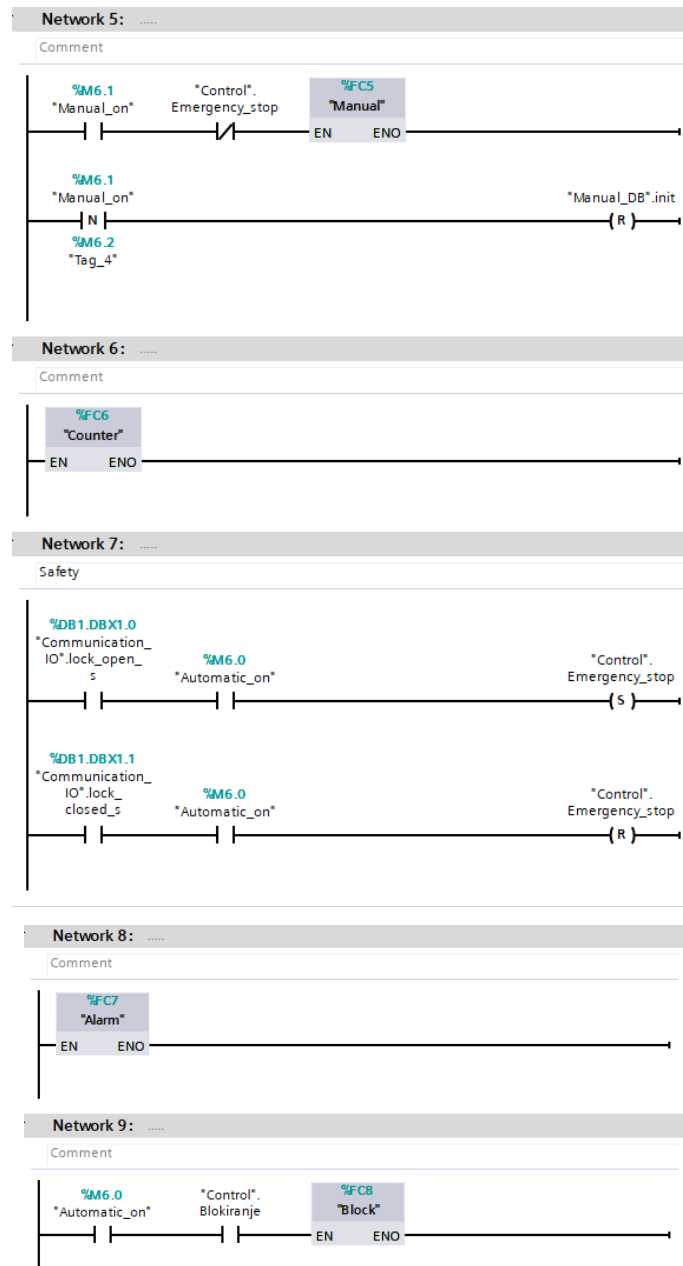 Network 5: .....
Comment
%M6.1 "Control". %FC5
"Manual_on" Emergency_stop "Manual"
EN ENO
%M6.1
"Manual_on" "Manual_DB".init
N R
%M6.2
"Tag_4"
Network 6: .....
Comment
%FC6
"Counter"
EN ENO
Network 7: .....
Safety
%DB1.DBX1.0
"Communication_
IO".lock_open_ %M6.0 "Control".
s "Automatic_on" Emergency_stop
S
%DB1.DBX1.1
"Communication_
IO".lock_ %M6.0 "Control".
closed_s "Automatic_on" Emergency_stop
R
Network 8: .....
Comment
%FC7
"Alarm"
EN ENO
Network 9: .....
Comment
%M6.0 "Control". %FC8
"Automatic_on" Blokiranje "Block"
EN ENO